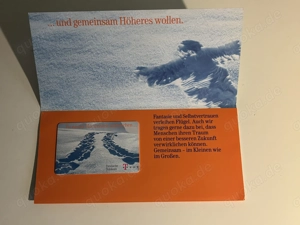 und gemeinsam Höheres wollen.
Fantasie und Selbstvertrauen
verleihen Flügel. Auch wir
tragen gerne dazu bei, dass
Menschen ihren Traum
von einer besseren Zukunft
verwirklichen können.
Gemeinsam – im Kleinen wie
im Großen.